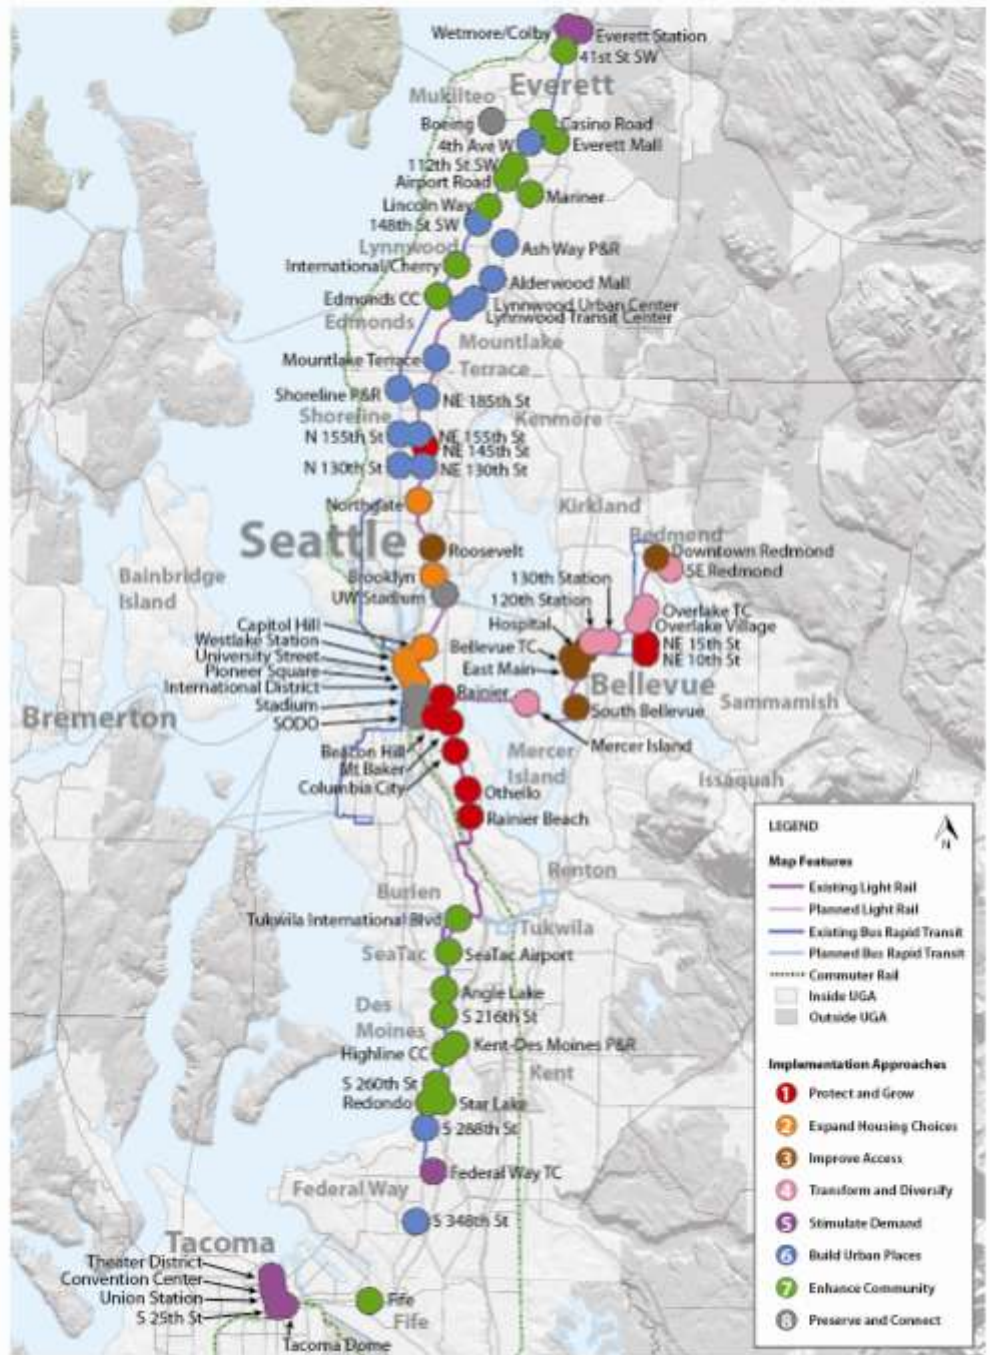 Wetmore/Colby
Everett Station
41st St SW
Everett
Mukilteo
Boeing
Casino Road
4th Ave W
Everett Mall
112th St SW
Airport Road
Mariner
Lincoln Way
148th St SW
Ash Way P&R
Lynnwood
International/Cherry
Alderwood Mall
Edmonds CC
Lynnwood Urban Center
Lynnwood Transit Center
Edmonds
Mountlake
Terrace
Mountlake Terrace
Shoreline P&R
NE 185th St
Shoreline
Kenmore
N 155th St
NE 155th St
NE 145th St
N 130th St
NE 130th St
Northgate
Kirkland
Seattle
Redmond
Roosevelt
Downtown Redmond
SE Redmond
Bainbridge
Island
Brooklyn
130th Station
UW Stadium
120th Station
Overlake TC
Overlake Village
Hospital
Capitol Hill
Westlake Station
University Street
Pioneer Square
International District
Stadium
SODO
Bellevue TC
East Main
NE 15th St
NE 10th St
Bellevue
Rainier
South Bellevue
Sammamish
Bremerton
Mercer Island
Beacon Hill
Mt Baker
Columbia City
Mercer
Island
Issaquah
Othello
Rainier Beach
Renton
Burien
Tukwila International Blvd
Tukwila
SeaTac
SeaTac Airport
Angle Lake
Des
Moines
S 216th St
Highline CC
Kent-Des Moines P&R
Kent
S 260th St
Redondo
Star Lake
S 288th St
Federal Way TC
Federal Way
S 348th St
Tacoma
Theater District
Convention Center
Union Station
S 25th St
Tacoma Dome
Fife
Fife
LEGEND
N
Map Features
Existing Light Rail
Planned Light Rail
Existing Bus Rapid Transit
Planned Bus Rapid Transit
Commuter Rail
Inside UGA
Outside UGA
Implementation Approaches
1 Protect and Grow
2 Expand Housing Choices
3 Improve Access
4 Transform and Diversify
5 Stimulate Demand
6 Build Urban Places
7 Enhance Community
8 Preserve and Connect